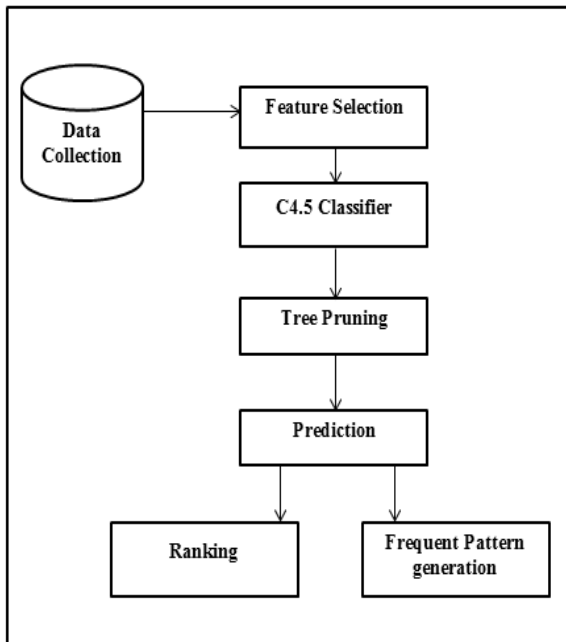 Data
Collection
Feature Selection
C4.5 Classifier
Tree Pruning
Prediction
Ranking
Frequent Pattern
generation